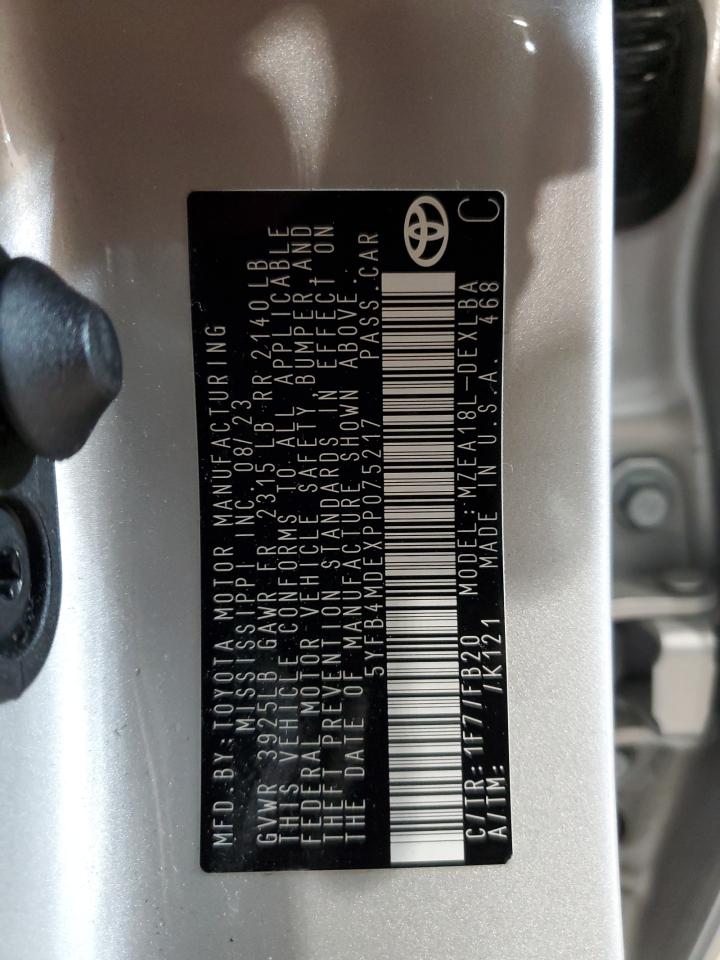 MFD.BY:TOYOTA MOTOR MANUFACTURING
MISSISSIPPI INC. 08/23
GVWR 3925LB GAWR FR 2315 LB RR 2140 LB
THIS VEHICLE CONFORMS TO ALL APPLICABLE
FEDERAL MOTOR VEHICLE SAFETY, BUMPER AND
THEFT PREVENTION STANDARDS IN EFFECT ON
THE DATE OF MANUFACTURE SHOWN ABOVE.
5YFB4MDEXPP075217 PASS.CAR
C/TR: 1F7/FB20 MODEL:MZEA18L-DEXLBA
A/TM: /K121 MADE IN U.S.A. 468
C